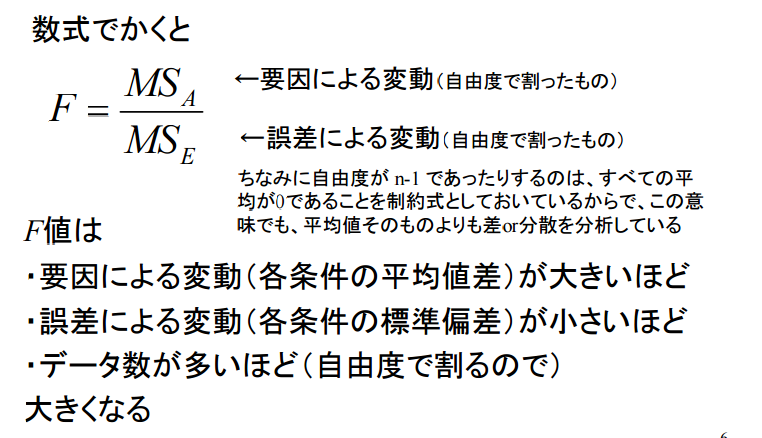 数式でかくと
F = MS_A / MS_E
←要因による変動(自由度で割ったもの)
←誤差による変動(自由度で割ったもの)
ちなみに自由度が n-1 であったりするのは、すべての平
均が0であることを制約式としておいているからで、この意
味でも、平均値そのものよりも差or分散を分析している
F値は
・要因による変動(各条件の平均値差)が大きいほど
・誤差による変動(各条件の標準偏差)が小さいほど
・データ数が多いほど(自由度で割るので)
大きくなる